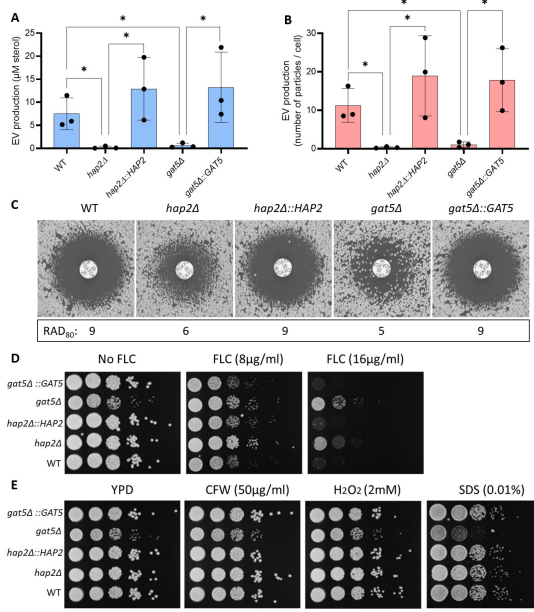 A
B
*
*
*
*
EV production (µM sterol)
25
20
15
10
5
0
WT
hap2Δ
hap2Δ::HAP2
gat5Δ
gat5Δ::GAT5
*
*
*
*
EV production
(number of particles / cell)
40
30
20
10
0
WT
hap2Δ
hap2Δ::HAP2
gat5Δ
gat5Δ::GAT5
C
WT hap2Δ hap2Δ::HAP2 gat5Δ gat5Δ::GAT5
RAD80: 9 6 9 5 9
D
No FLC FLC (8µg/ml) FLC (16µg/ml)
gat5Δ ::GAT5
gat5Δ
hap2Δ::HAP2
hap2Δ
WT
E
YPD CFW (50µg/ml) H2O2 (2mM) SDS (0.01%)
gat5Δ ::GAT5
gat5Δ
hap2Δ::HAP2
hap2Δ
WT